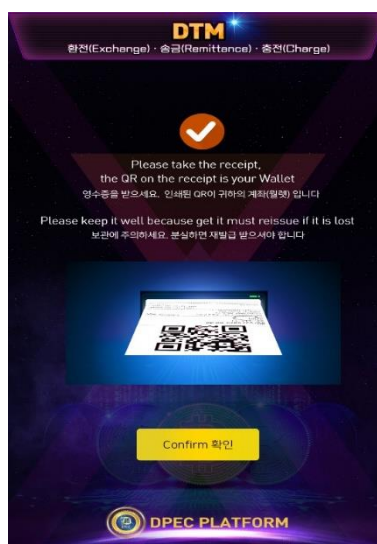 DTM
환전(Exchange) · 송금(Remittance) · 충전(Charge)
Please take the receipt,
the QR on the receipt is your Wallet
영수증을 받으세요. 인쇄된 QR이 귀하의 계좌(월렛) 입니다
Please keep it well because get it must reissue if it is lost
보관에 주의하세요. 분실하면 재발급 받으셔야 합니다
Confirm 확인
DPEC PLATFORM